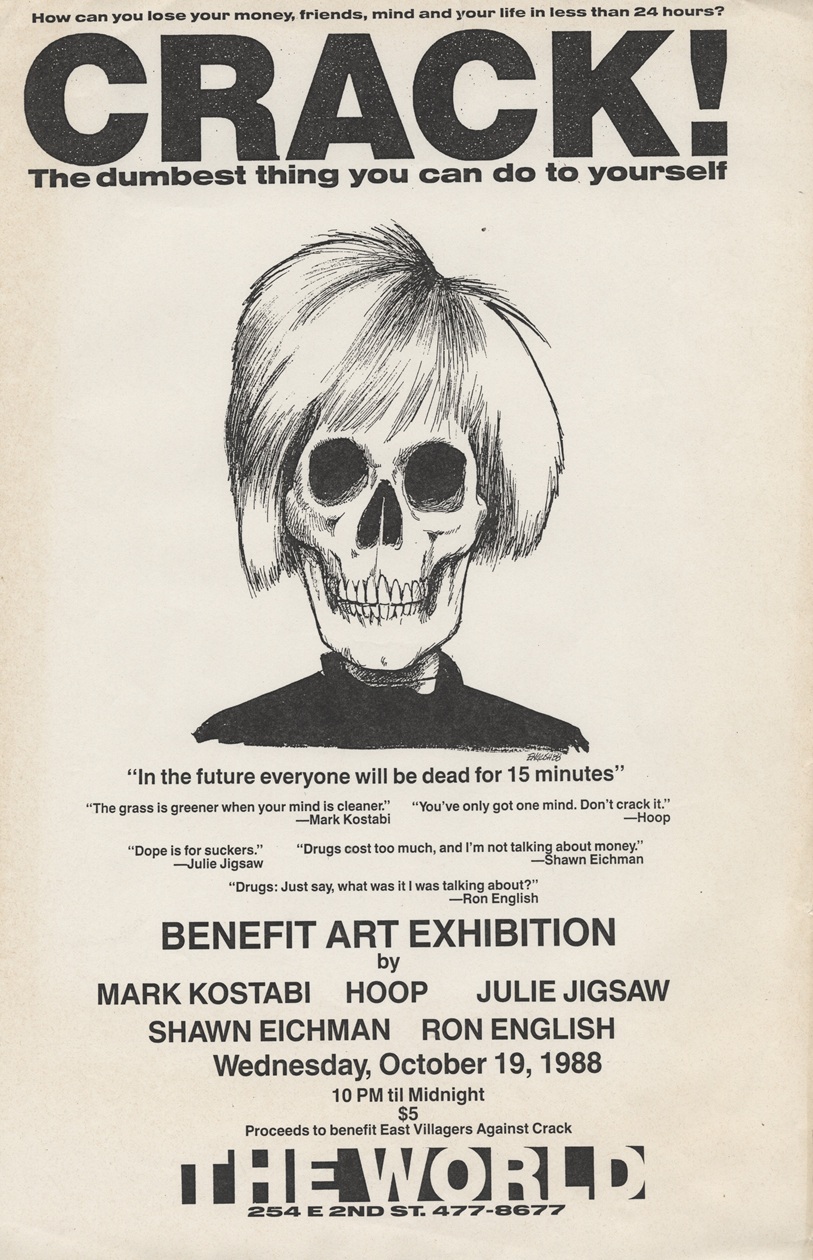 How can you lose your money, friends, mind and your life in less than 24 hours?
CRACK!
The dumbest thing you can do to yourself
ENGLISH 88
“In the future everyone will be dead for 15 minutes”
“The grass is greener when your mind is cleaner.” “You’ve only got one mind. Don’t crack it.”
—Mark Kostabi —Hoop
“Dope is for suckers.” “Drugs cost too much, and I’m not talking about money.”
—Julie Jigsaw —Shawn Eichman
“Drugs: Just say, what was it I was talking about?”
—Ron English
BENEFIT ART EXHIBITION
by
MARK KOSTABI HOOP JULIE JIGSAW
SHAWN EICHMAN RON ENGLISH
Wednesday, October 19, 1988
10 PM til Midnight
$5
Proceeds to benefit East Villagers Against Crack
THE WORLD
254 E 2ND ST. 477-8677